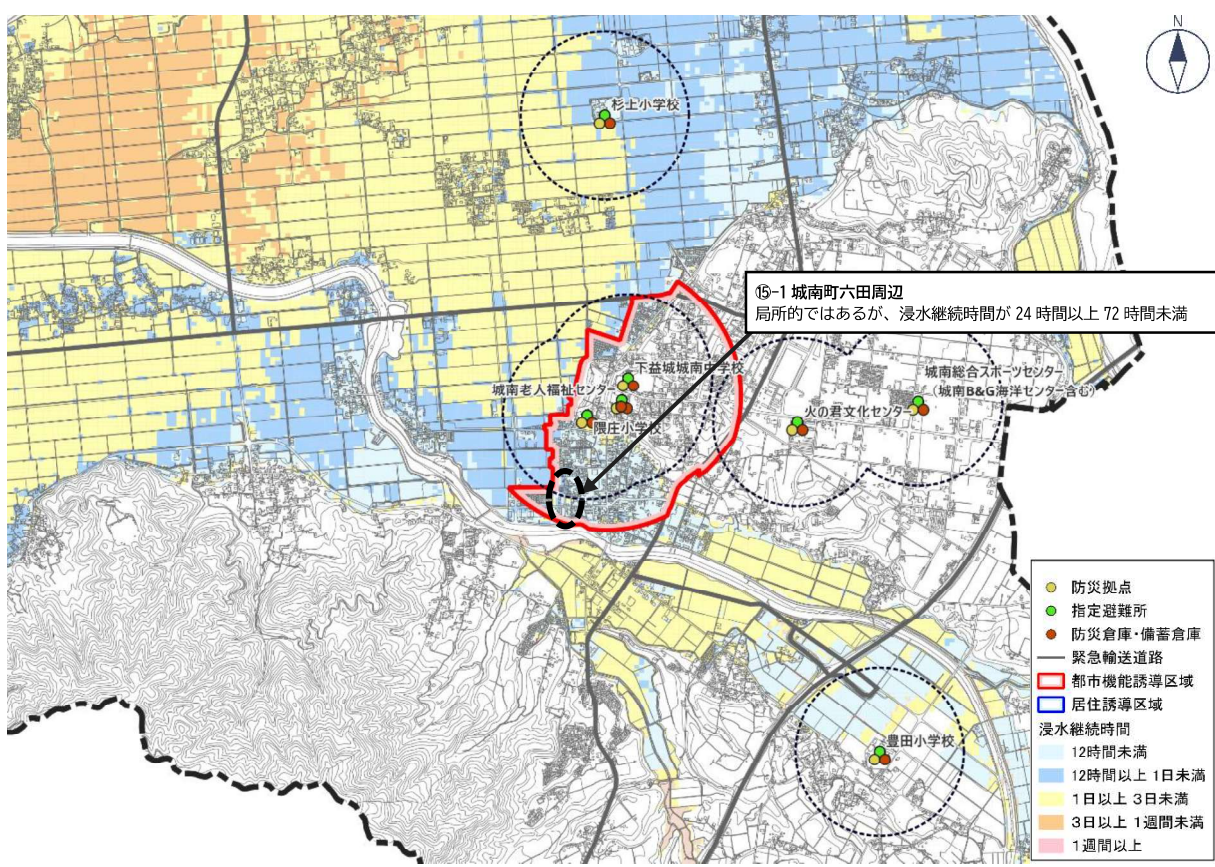 N
杉上小学校
⑮-1 城南町六田周辺
局所的ではあるが、浸水継続時間が 24 時間以上 72 時間未満
下益城城南中学校
城南老人福祉センター
隈庄小学校
城南総合スポーツセンター
(城南B&G海洋センター含む)
火の君文化センター
豊田小学校
防災拠点
指定避難所
防災倉庫・備蓄倉庫
緊急輸送道路
都市機能誘導区域
居住誘導区域
浸水継続時間
12時間未満
12時間以上 1日未満
1日以上 3日未満
3日以上 1週間未満
1週間以上